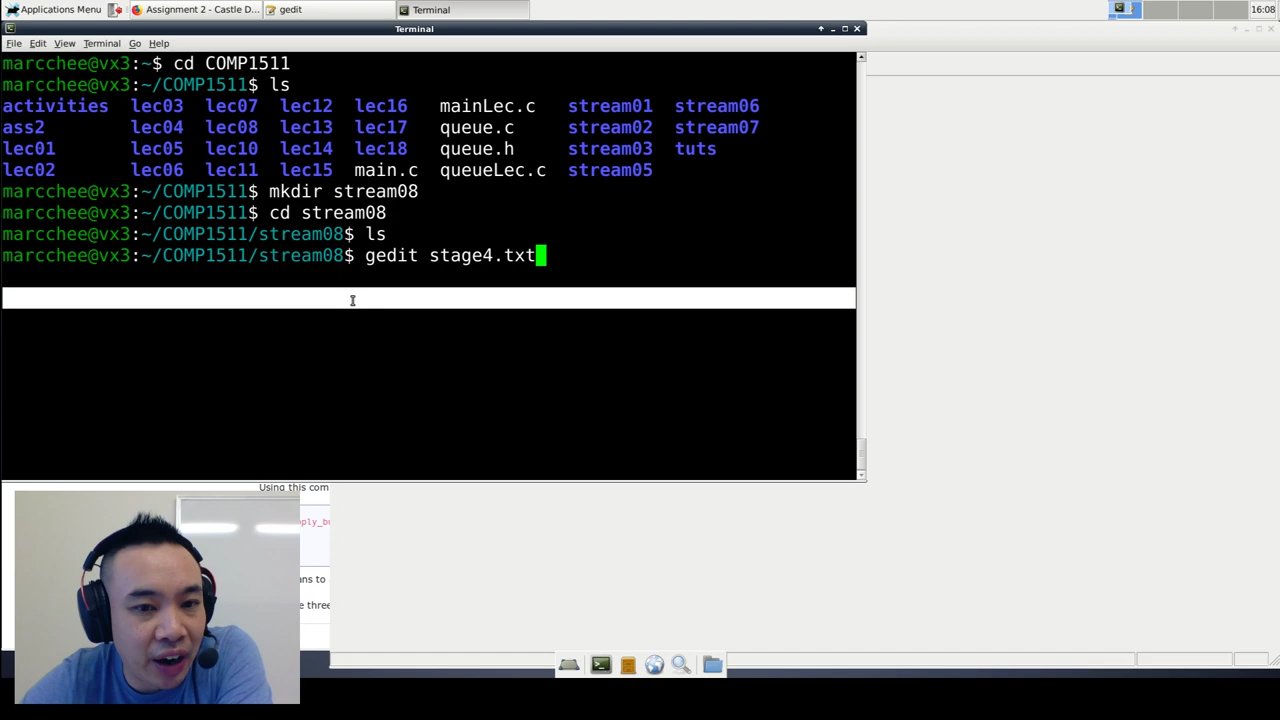 Applications Menu Assignment 2 - Castle D... gedit Terminal 16:08
Terminal
File Edit View Terminal Go Help
marcchee@vx3:~$ cd COMP1511
marcchee@vx3:~/COMP1511$ ls
activities lec03 lec07 lec12 lec16 mainLec.c stream01 stream06
ass2 lec04 lec08 lec13 lec17 queue.c stream02 stream07
lec01 lec05 lec10 lec14 lec18 queue.h stream03 tuts
lec02 lec06 lec11 lec15 main.c queueLec.c stream05
marcchee@vx3:~/COMP1511$ mkdir stream08
marcchee@vx3:~/COMP1511$ cd stream08
marcchee@vx3:~/COMP1511/stream08$ ls
marcchee@vx3:~/COMP1511/stream08$ gedit stage4.txt
Using this com
ans to
e three